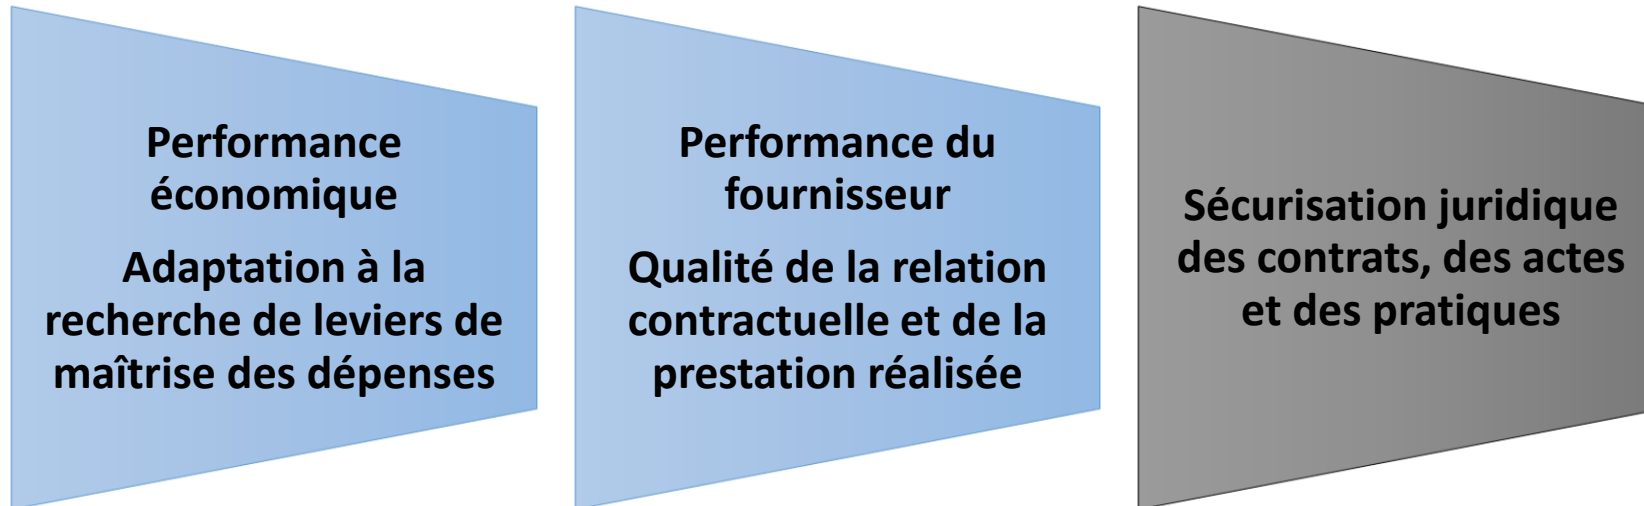 Performance
économique
Adaptation à la
recherche de leviers de
maîtrise des dépenses
Performance du
fournisseur
Qualité de la relation
contractuelle et de la
prestation réalisée
Sécurisation juridique
des contrats, des actes
et des pratiques